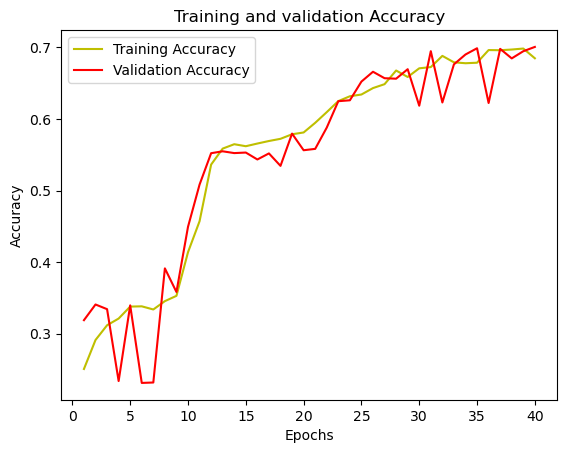 Training and validation Accuracy
Training Accuracy
Validation Accuracy
0.7
0.6
0.5
0.4
0.3
Accuracy
0
5
10
15
20
25
30
35
40
Epochs